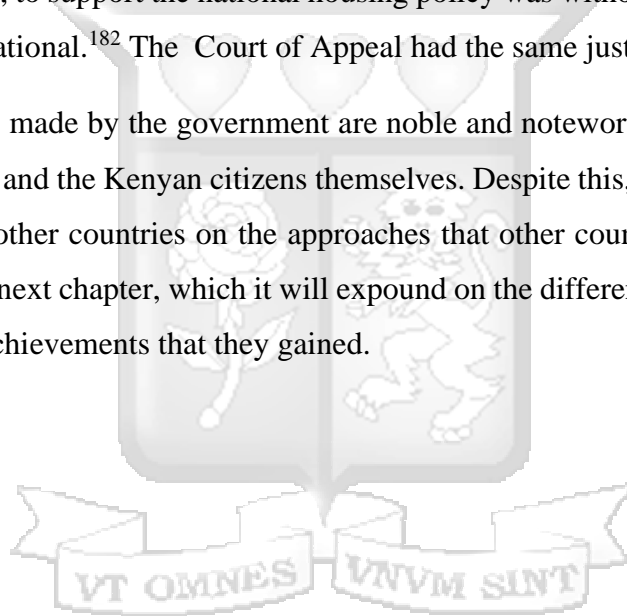 , to support the national housing policy was witho
ational.¹⁸² The Court of Appeal had the same just
made by the government are noble and notewor
and the Kenyan citizens themselves. Despite this,
other countries on the approaches that other cour
next chapter, which it will expound on the differen
chievements that they gained.
VT OMNES VNVM SINT